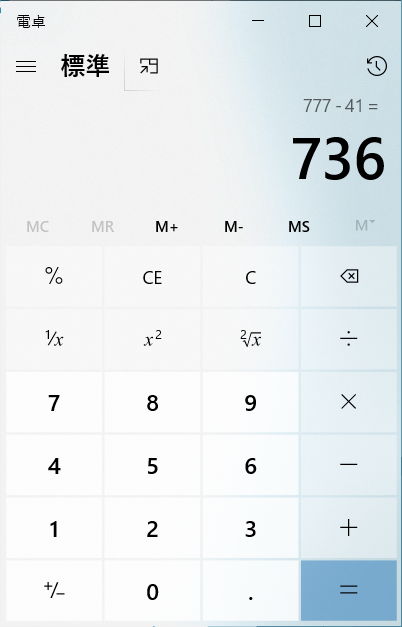 電卓
標準
777 - 41 =
736
MC MR M+ M- MS M˅
% CE C
¹/x x² ²√x ÷
7 8 9 ×
4 5 6 −
1 2 3 +
+/− 0 . =